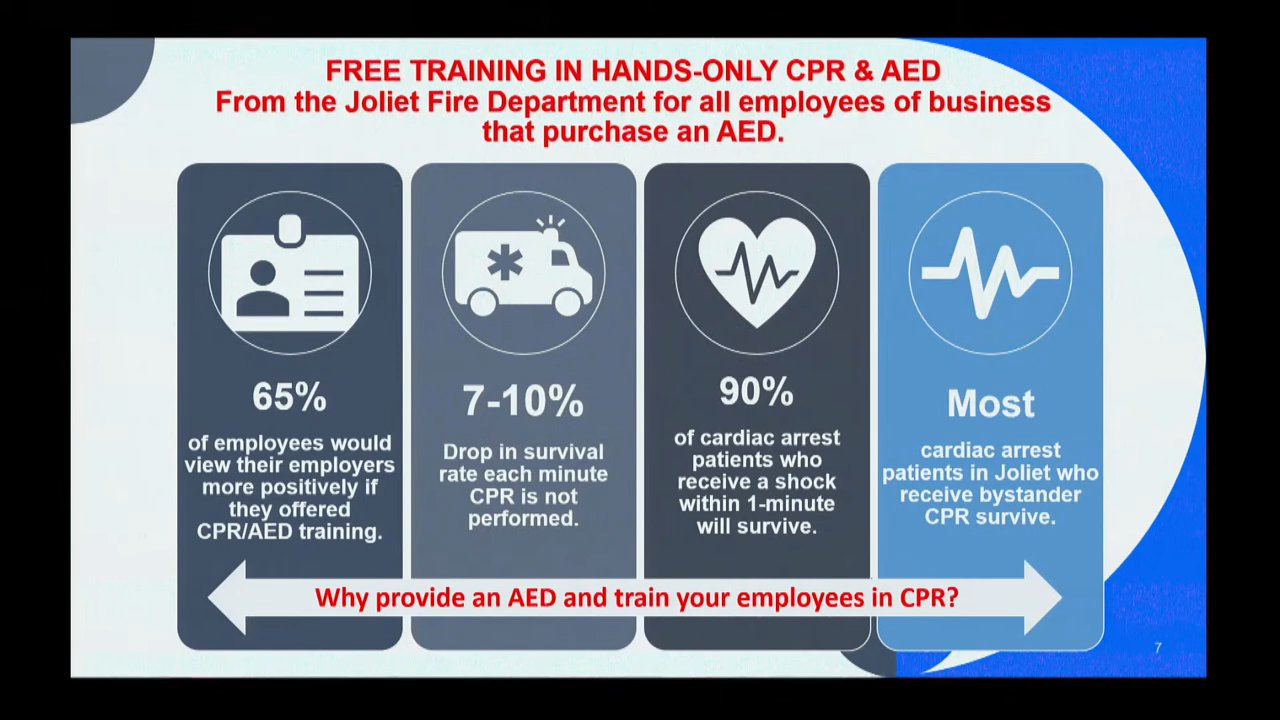 FREE TRAINING IN HANDS-ONLY CPR & AED
From the Joliet Fire Department for all employees of business
that purchase an AED.
65%
of employees would
view their employers
more positively if
they offered
CPR/AED training.
7-10%
Drop in survival
rate each minute
CPR is not
performed.
90%
of cardiac arrest
patients who
receive a shock
within 1-minute
will survive.
Most
cardiac arrest
patients in Joliet who
receive bystander
CPR survive.
Why provide an AED and train your employees in CPR?
7